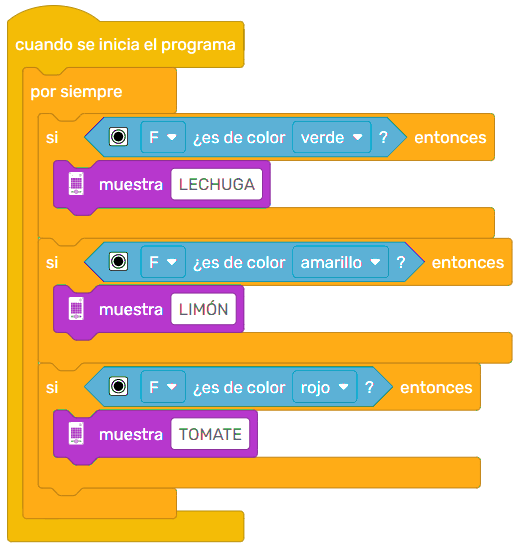 cuando se inicia el programa
por siempre
si F ¿es de color verde ? entonces
muestra LECHUGA
si F ¿es de color amarillo ? entonces
muestra LIMÓN
si F ¿es de color rojo ? entonces
muestra TOMATE